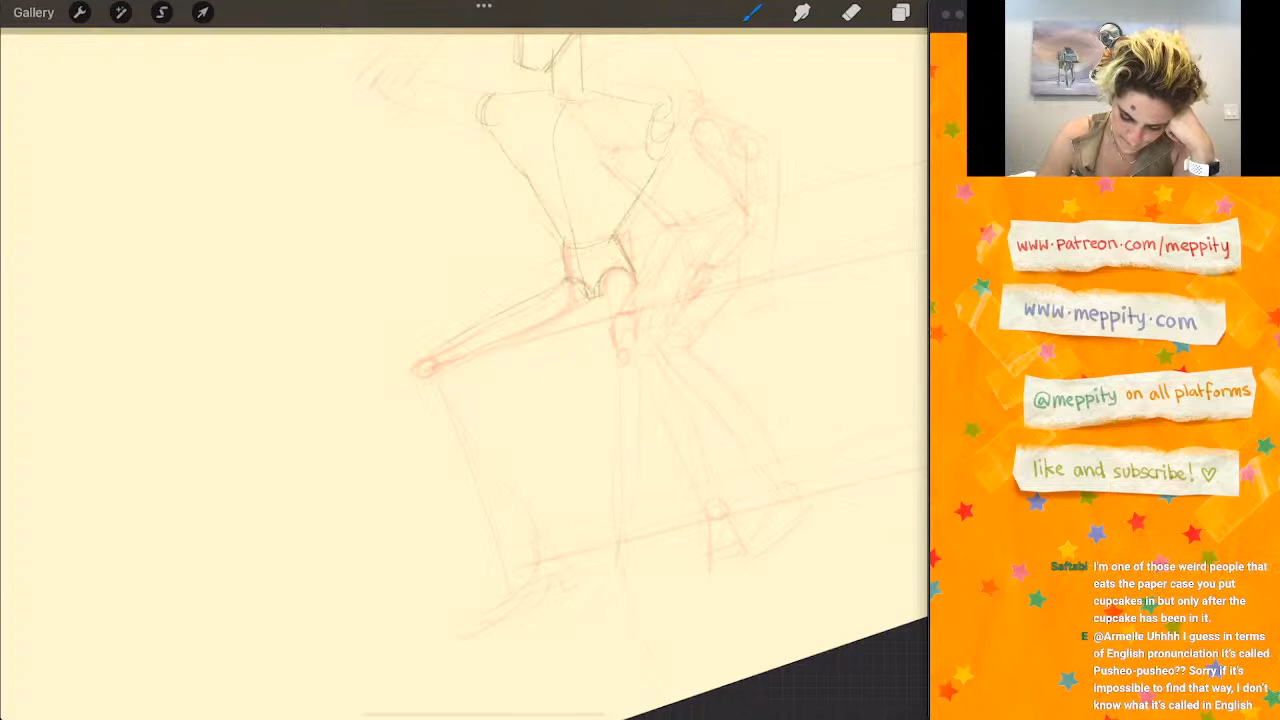 Gallery
www.patreon.com/meppity
www.meppity.com
@meppity on all platforms
like and subscribe! ♡
Saftabi I'm one of those weird people that
eats the paper case you put
cupcakes in but only after the
cupcake has been in it.
E @Armelle Uhhhh I guess in terms
of English pronunciation it's called
Pusheo-pusheo?? Sorry if it's
impossible to find that way, I don't
know what it's called in English